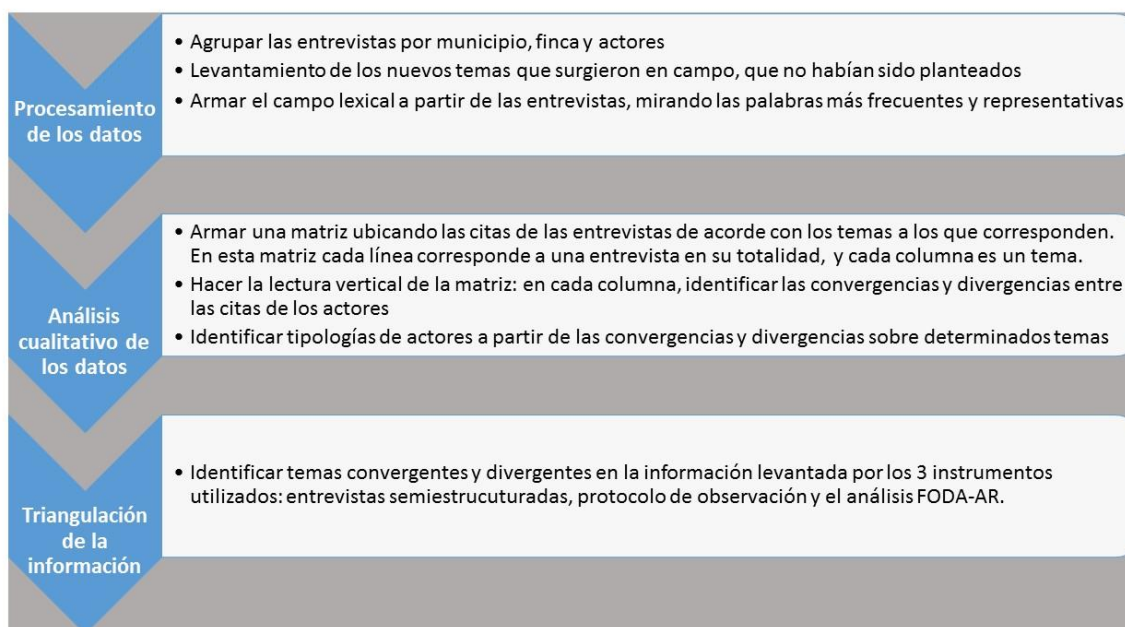 Procesamiento
de los datos
• Agrupar las entrevistas por municipio, finca y actores
• Levantamiento de los nuevos temas que surgieron en campo, que no habían sido planteados
• Armar el campo lexical a partir de las entrevistas, mirando las palabras más frecuentes y representativas
Análisis
cualitativo de
los datos
• Armar una matriz ubicando las citas de las entrevistas de acorde con los temas a los que corresponden.
En esta matriz cada línea corresponde a una entrevista en su totalidad, y cada columna es un tema.
• Hacer la lectura vertical de la matriz: en cada columna, identificar las convergencias y divergencias entre
las citas de los actores
• Identificar tipologías de actores a partir de las convergencias y divergencias sobre determinados temas
Triangulación
de la
información
• Identificar temas convergentes y divergentes en la información levantada por los 3 instrumentos
utilizados: entrevistas semiestrucuturadas, protocolo de observación y el análisis FODA-AR.